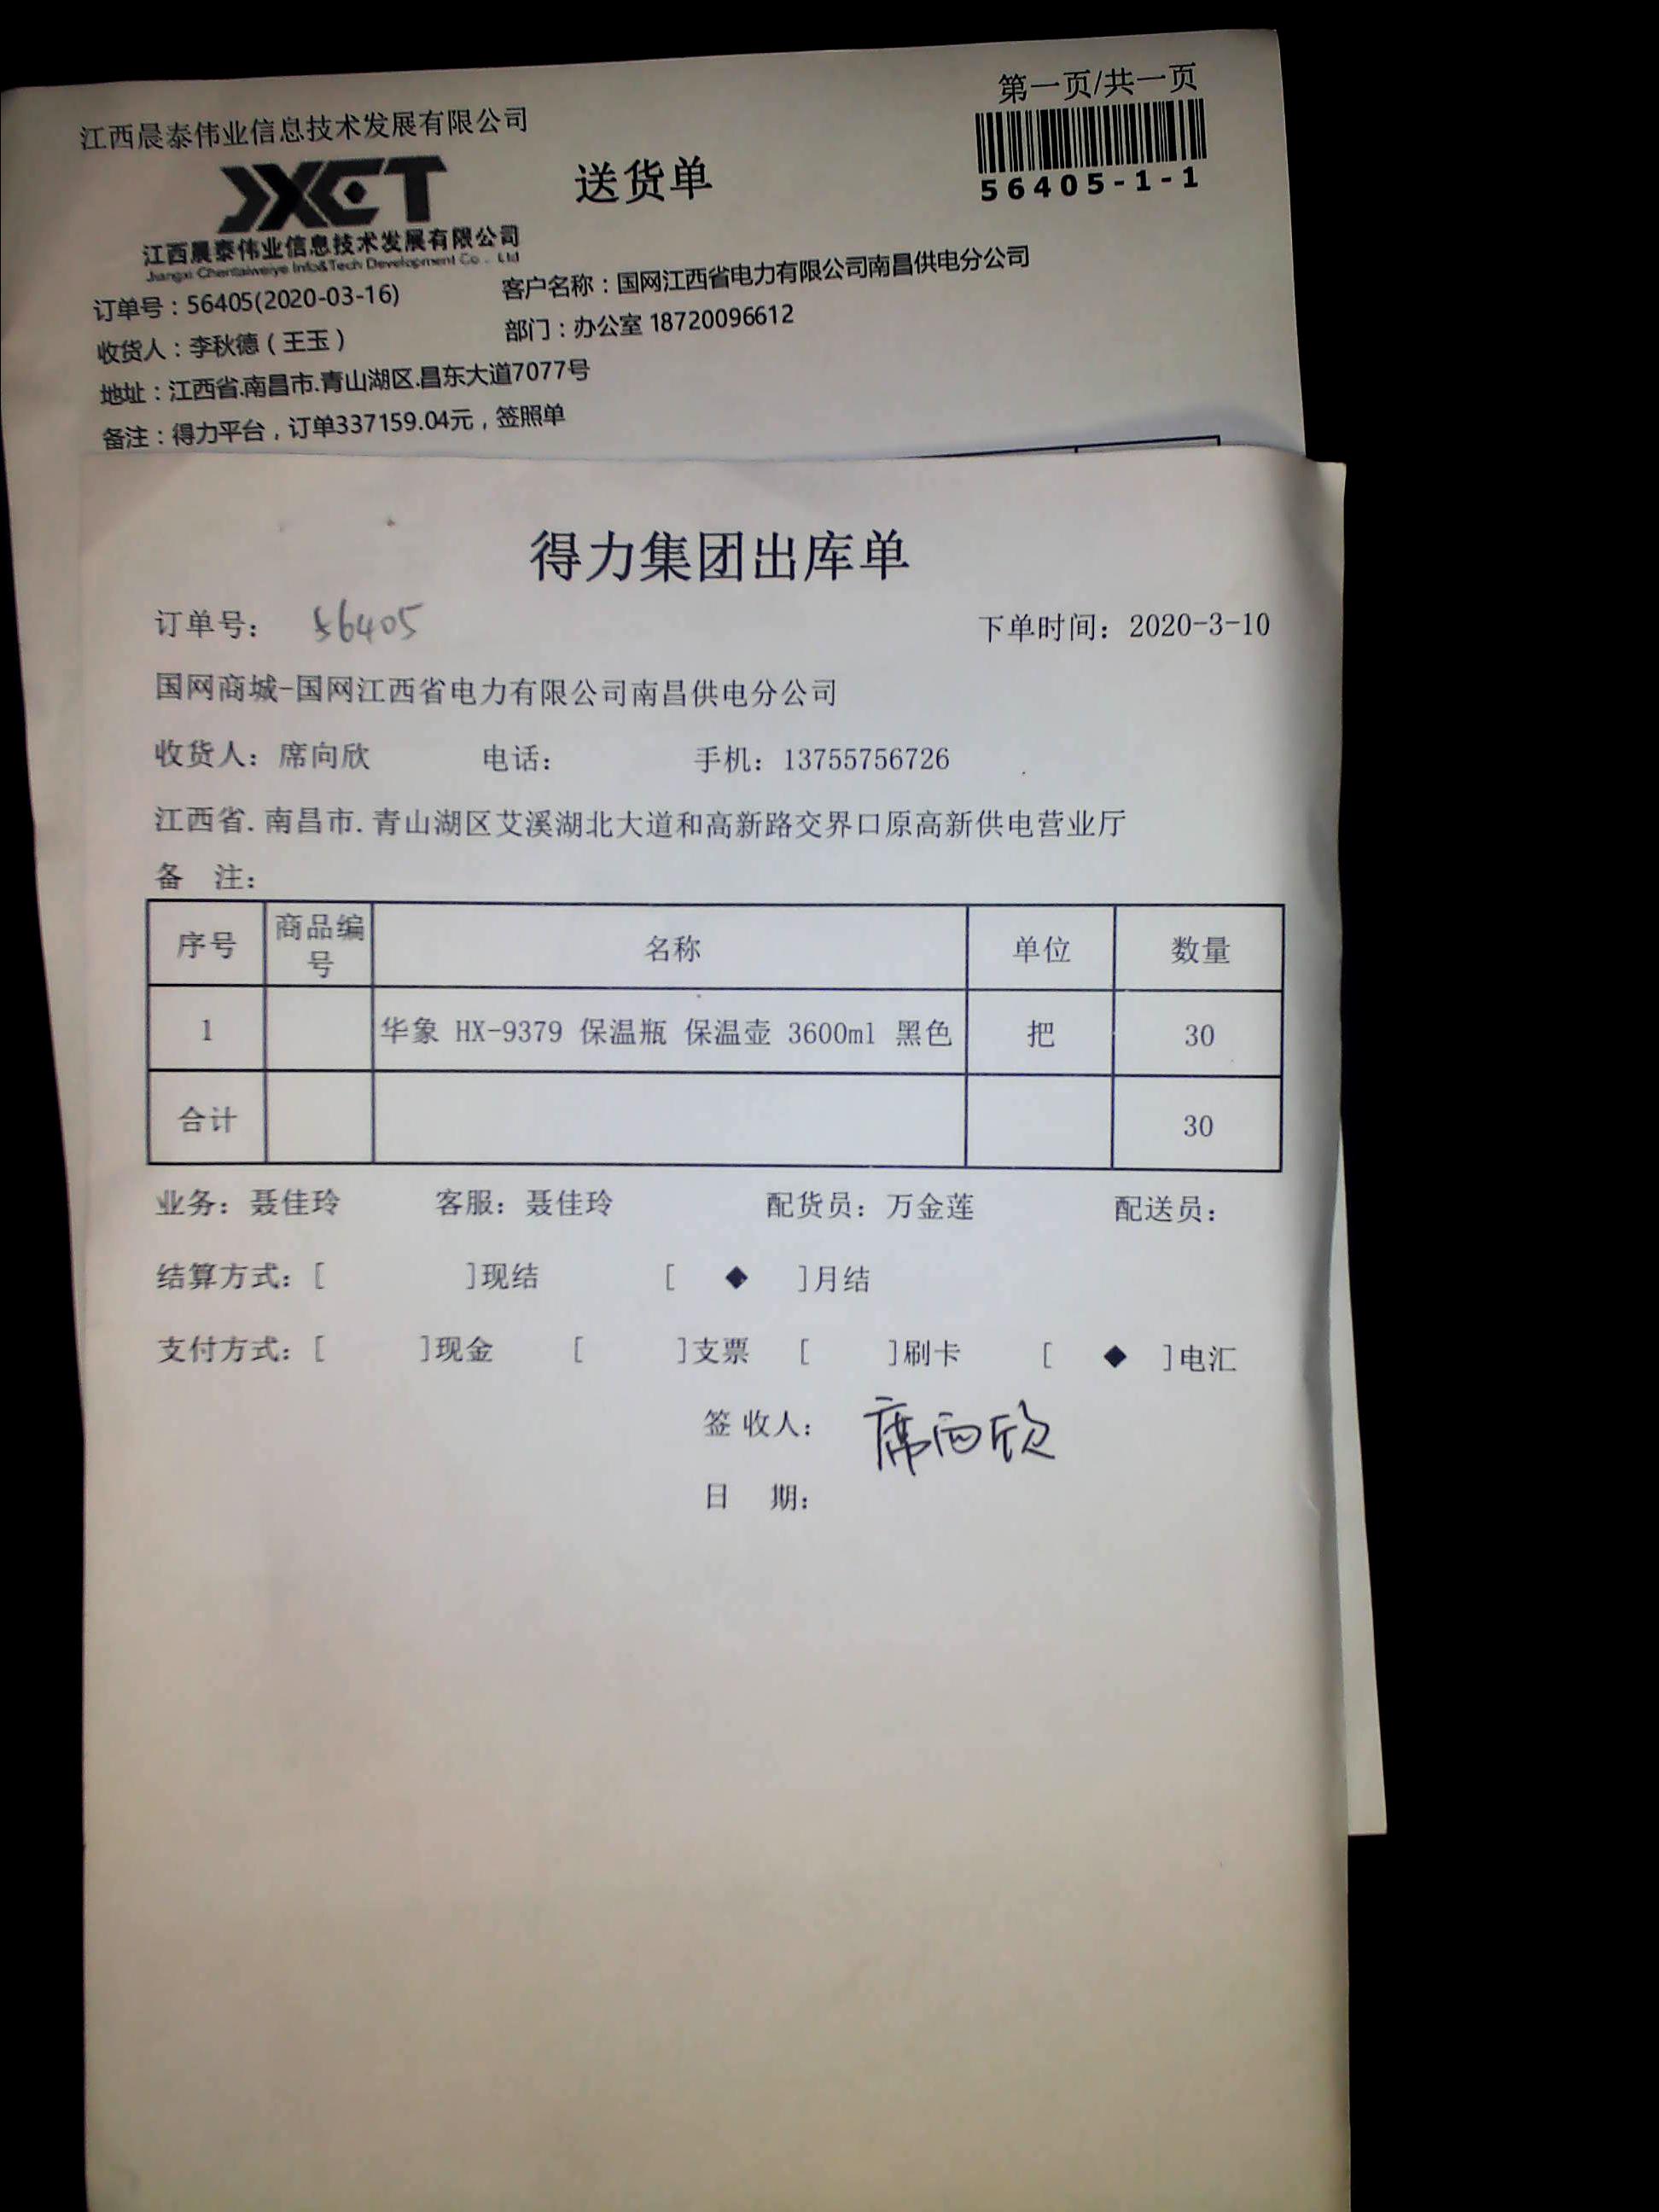 第一页/共一页
江西晨泰伟业信息技术发展有限公司
JXCT
送货单
56405-1-1
江西晨泰伟业信息技术发展有限公司
Jiangxi Chentaiweiye Info&Tech Development Co., Ltd
订单号：56405(2020-03-16) 客户名称：国网江西省电力有限公司南昌供电分公司
收货人：李秋德（王玉） 部门：办公室 18720096612
地址：江西省.南昌市.青山湖区.昌东大道7077号
备注：得力平台，订单337159.04元，签照单
得力集团出库单
订单号： 56405 下单时间：2020-3-10
国网商城-国网江西省电力有限公司南昌供电分公司
收货人：席向欣 电话： 手机：13755756726
江西省.南昌市.青山湖区艾溪湖北大道和高新路交界口原高新供电营业厅
备 注：
序号 商品编号 名称 单位 数量
1 华象 HX-9379 保温瓶 保温壶 3600ml 黑色 把 30
合计 30
业务：聂佳玲 客服：聂佳玲 配货员：万金莲 配送员：
结算方式：[ ]现结 [ ◆ ]月结
支付方式：[ ]现金 [ ]支票 [ ]刷卡 [ ◆ ]电汇
签收人： 席向欣
日 期：